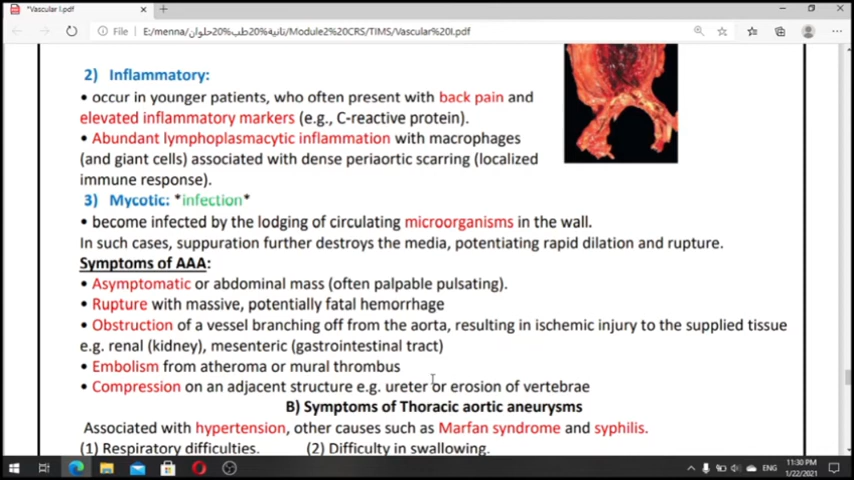 *Vascular I.pdf
File
E:/menna/ثانية%20طب%20حلوان/Module2%20CRS/TIMS/Vascular%20I.pdf
2) Inflammatory:
• occur in younger patients, who often present with back pain and
elevated inflammatory markers (e.g., C-reactive protein).
• Abundant lymphoplasmacytic inflammation with macrophages
(and giant cells) associated with dense periaortic scarring (localized
immune response).
3) Mycotic: *infection*
• become infected by the lodging of circulating microorganisms in the wall.
In such cases, suppuration further destroys the media, potentiating rapid dilation and rupture.
Symptoms of AAA:
• Asymptomatic or abdominal mass (often palpable pulsating).
• Rupture with massive, potentially fatal hemorrhage
• Obstruction of a vessel branching off from the aorta, resulting in ischemic injury to the supplied tissue
e.g. renal (kidney), mesenteric (gastrointestinal tract)
• Embolism from atheroma or mural thrombus
• Compression on an adjacent structure e.g. ureter or erosion of vertebrae
B) Symptoms of Thoracic aortic aneurysms
Associated with hypertension, other causes such as Marfan syndrome and syphilis.
(1) Respiratory difficulties. (2) Difficulty in swallowing.
ENG
11:30 PM
1/22/2021